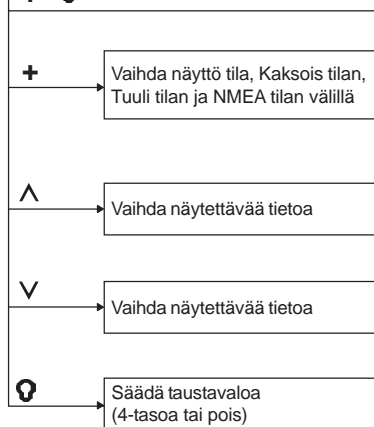 +
Vaihda näyttö tila, Kaksois tilan,
Tuuli tilan ja NMEA tilan välillä
Vaihda näytettävää tietoa
Vaihda näytettävää tietoa
Säädä taustavaloa
(4-tasoa tai pois)